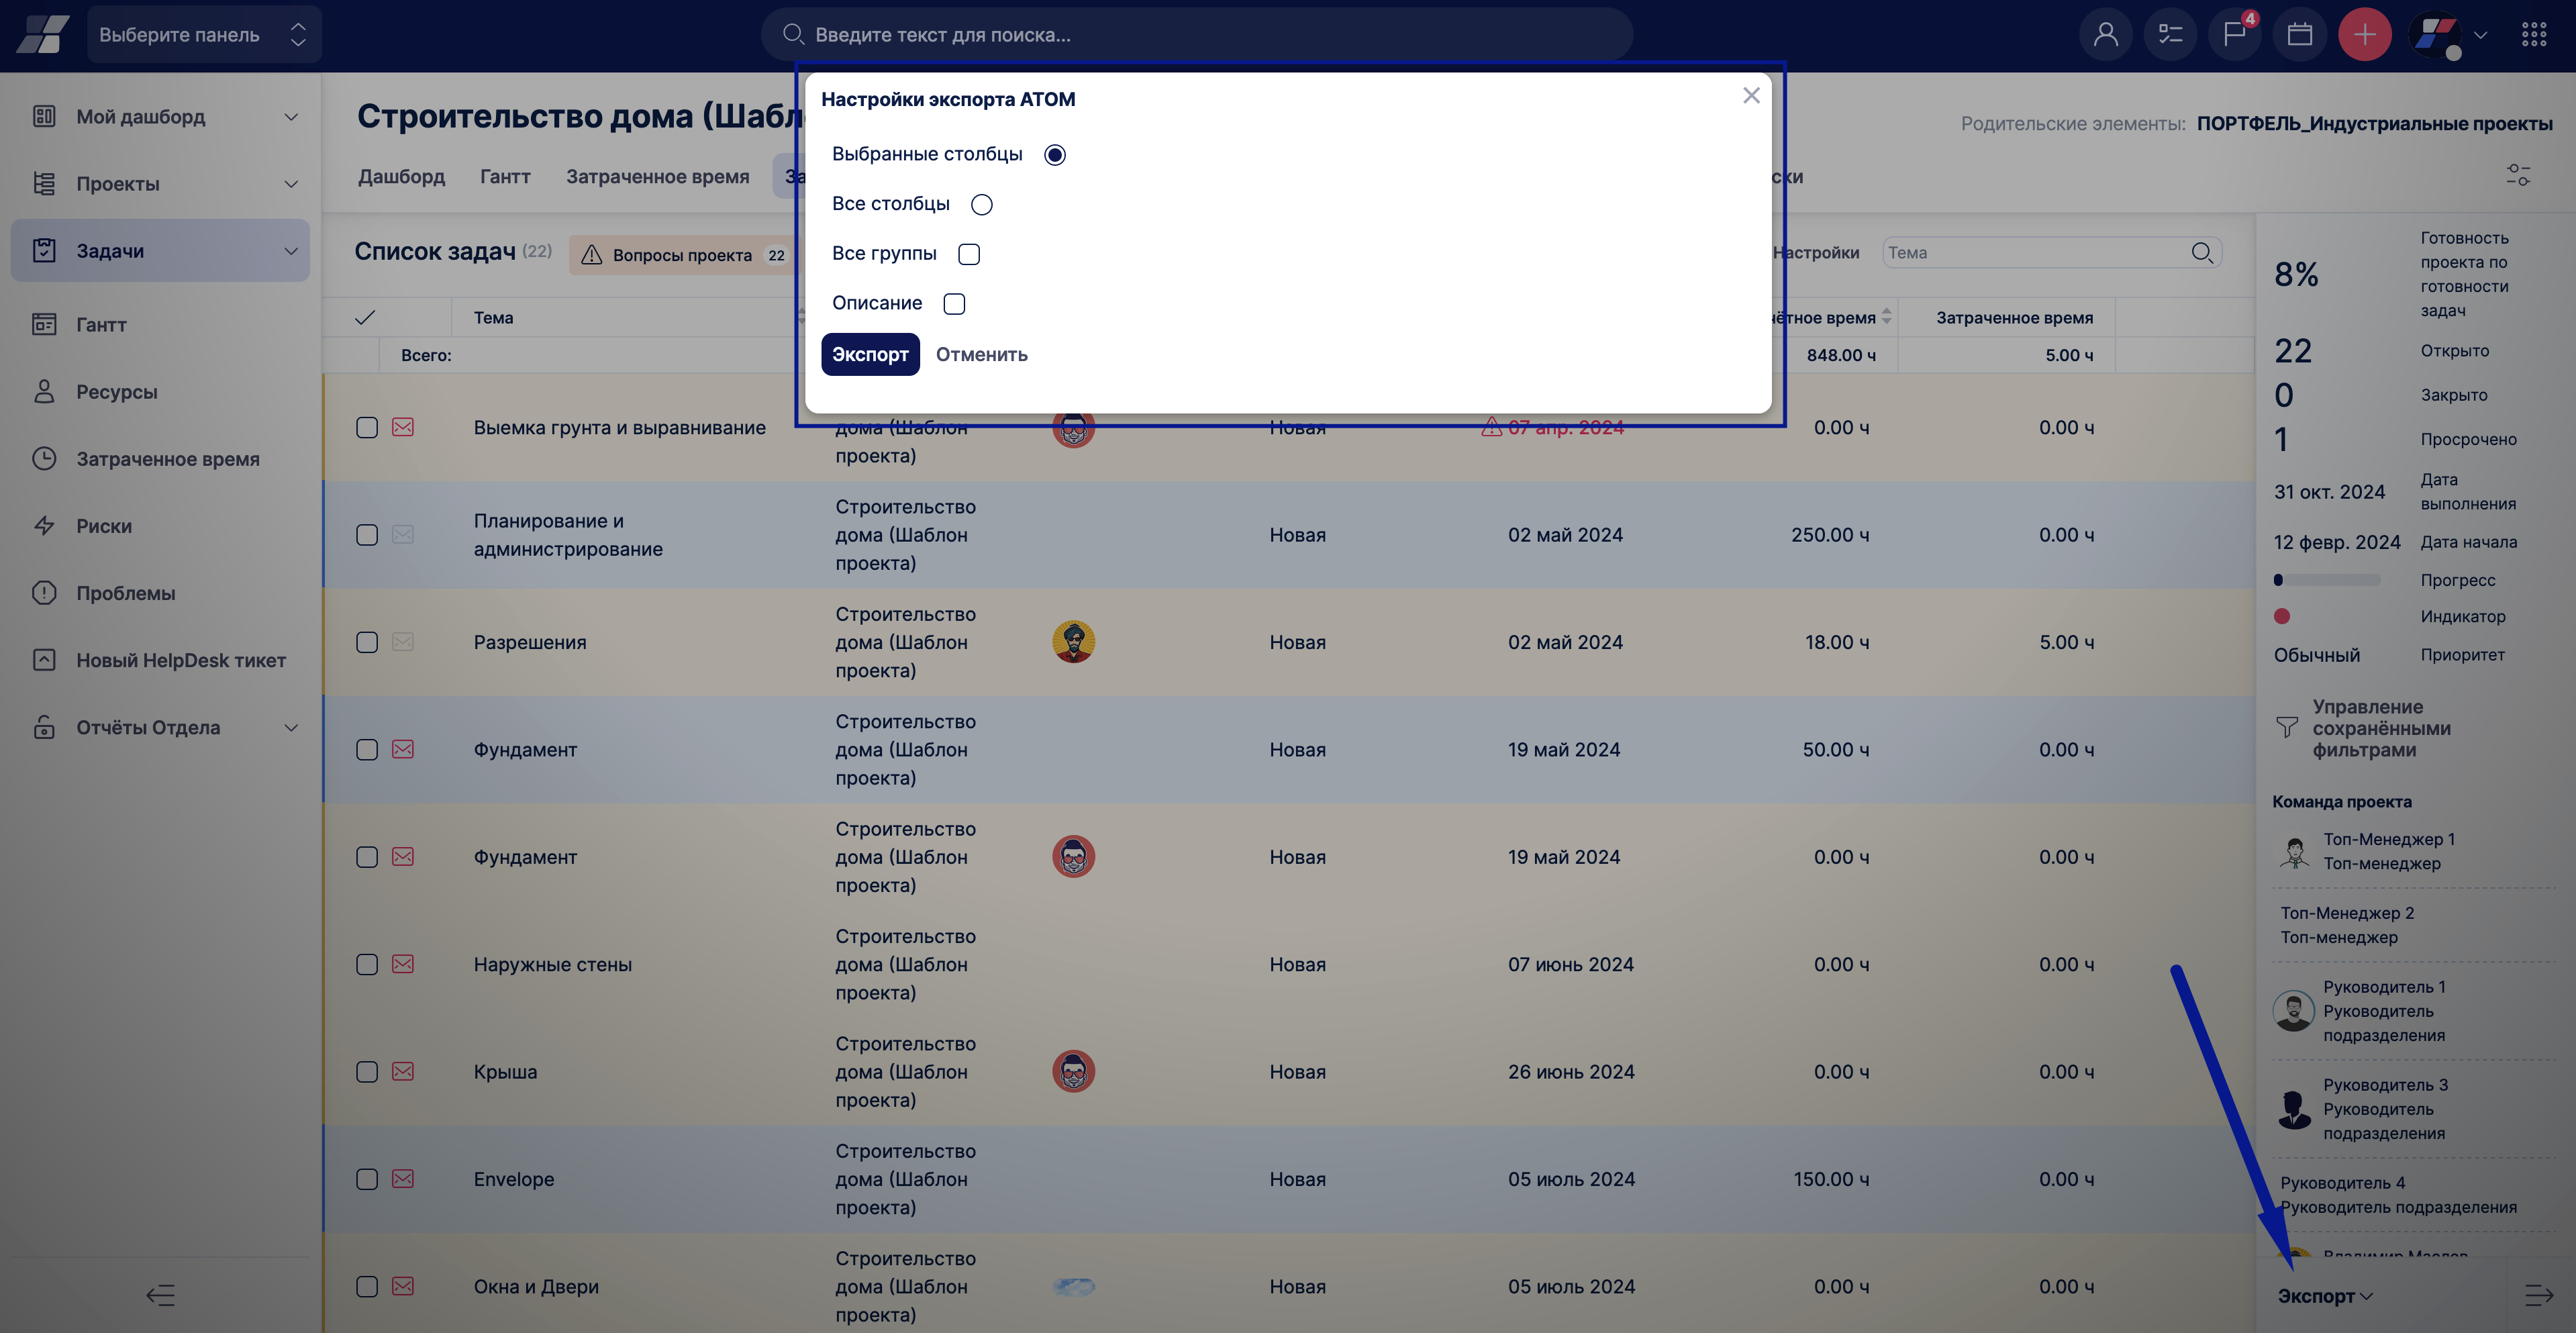 Выберите панель
Введите текст для поиска...
4
Мой дашборд
Проекты
Задачи
Гантт
Ресурсы
Затраченное время
Риски
Проблемы
Новый HelpDesk тикет
Отчёты Отдела
Родительские элементы: ПОРТФЕЛЬ_Индустриальные проекты
Дашборд Гантт Затраченное время
Строительство дома
Настройки экспорта ATOM
Выбранные столбцы
Все столбцы
Все группы
Описание
Экспорт Отменить
Список задач (22)
Вопросы проекта 22
Настройки
Тема
Тема
Затраченное время
Всего: 848.00 ч 5.00 ч
Выемка грунта и выравнивание
дома (Шаблон
проекта)
Новая 07 апр. 2024 0.00 ч 0.00 ч
Планирование и
администрирование
Строительство
дома (Шаблон
проекта)
Новая 02 май 2024 250.00 ч 0.00 ч
Разрешения
Строительство
дома (Шаблон
проекта)
Новая 02 май 2024 18.00 ч 5.00 ч
Фундамент
Строительство
дома (Шаблон
проекта)
Новая 19 май 2024 50.00 ч 0.00 ч
Фундамент
Строительство
дома (Шаблон
проекта)
Новая 19 май 2024 0.00 ч 0.00 ч
Наружные стены
Строительство
дома (Шаблон
проекта)
Новая 07 июнь 2024 0.00 ч 0.00 ч
Крыша
Строительство
дома (Шаблон
проекта)
Новая 26 июнь 2024 0.00 ч 0.00 ч
Envelope
Строительство
дома (Шаблон
проекта)
Новая 05 июль 2024 150.00 ч 0.00 ч
Окна и Двери
Строительство
дома (Шаблон
проекта)
Новая 05 июль 2024 0.00 ч 0.00 ч
8%
Готовность
проекта по
готовности
задач
22 Открыто
0 Закрыто
1 Просрочено
31 окт. 2024
Дата
выполнения
12 февр. 2024 Дата начала
Прогресс
Индикатор
Обычный Приоритет
Управление
сохранёнными
фильтрами
Команда проекта
Топ-Менеджер 1
Топ-менеджер
Топ-Менеджер 2
Топ-менеджер
Руководитель 1
Руководитель
подразделения
Руководитель 3
Руководитель
подразделения
Руководитель 4
Руководитель подразделения
Экспорт